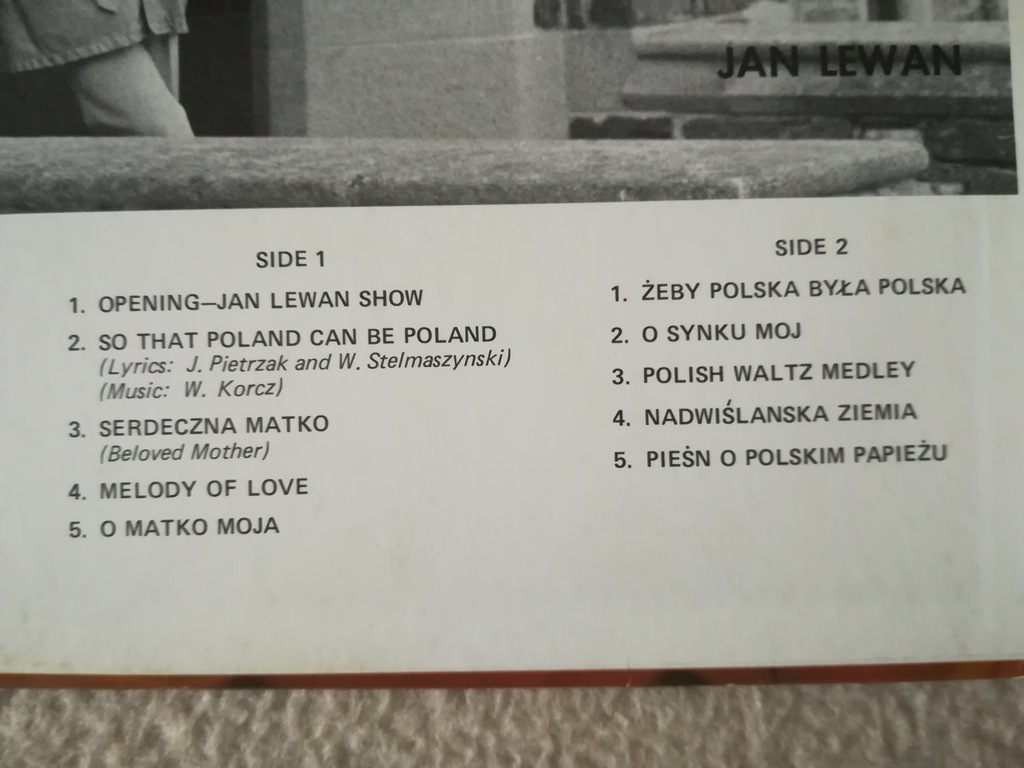 JAN LEWAN
SIDE 1
1. OPENING—JAN LEWAN SHOW
2. SO THAT POLAND CAN BE POLAND
(Lyrics: J. Pietrzak and W. Stelmaszynski)
(Music: W. Korcz)
3. SERDECZNA MATKO
(Beloved Mother)
4. MELODY OF LOVE
5. O MATKO MOJA
SIDE 2
1. ŻEBY POLSKA BYŁA POLSKA
2. O SYNKU MOJ
3. POLISH WALTZ MEDLEY
4. NADWIŚLANSKA ZIEMIA
5. PIEŚN O POLSKIM PAPIEŻU